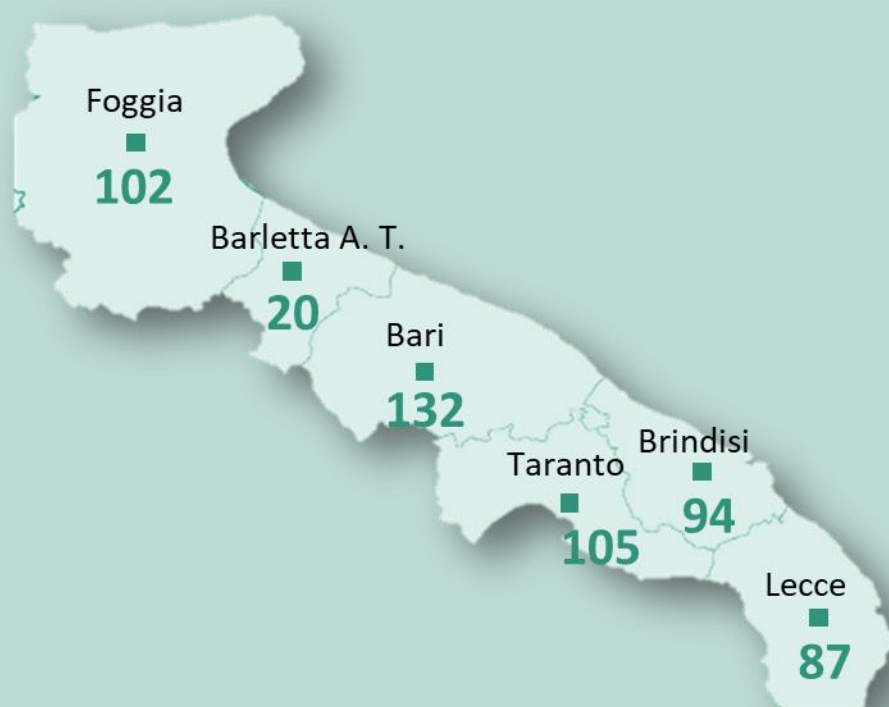 Foggia
102
Barletta A. T.
20
Bari
132
Taranto
105
Brindisi
94
Lecce
87